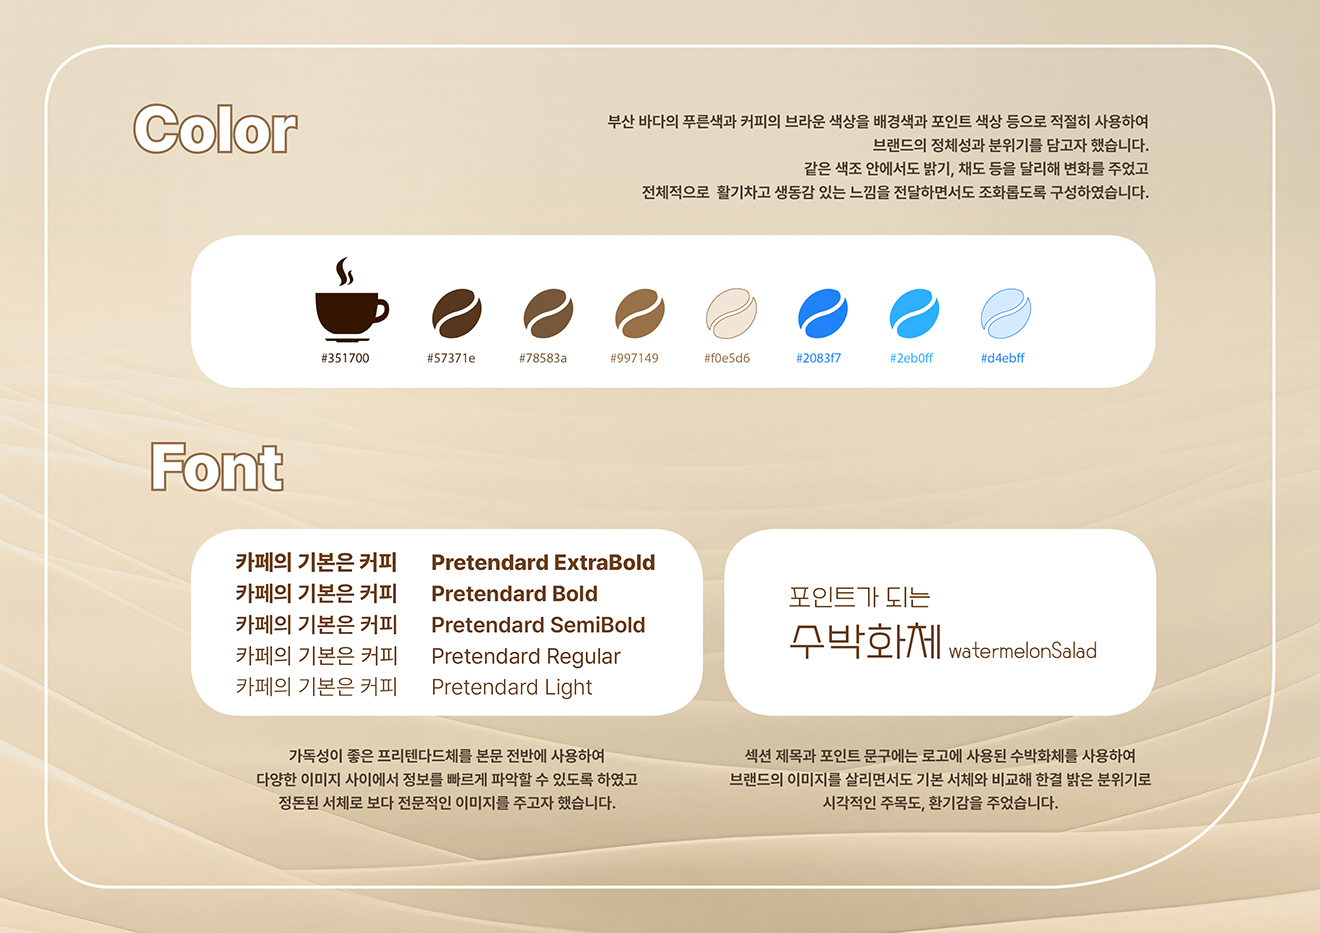 Color
부산 바다의 푸른색과 커피의 브라운 색상을 배경색과 포인트 색상 등으로 적절히 사용하여
브랜드의 정체성과 분위기를 담고자 했습니다.
같은 색조 안에서도 밝기, 채도 등을 달리해 변화를 주었고
전체적으로 활기차고 생동감 있는 느낌을 전달하면서도 조화롭도록 구성하였습니다.
#351700
#57371e
#78583a
#997149
#f0e5d6
#2083f7
#2eb0ff
#d4ebff
Font
카페의 기본은 커피 Pretendard ExtraBold
카페의 기본은 커피 Pretendard Bold
카페의 기본은 커피 Pretendard SemiBold
카페의 기본은 커피 Pretendard Regular
카페의 기본은 커피 Pretendard Light
가독성이 좋은 프리텐다드체를 본문 전반에 사용하여
다양한 이미지 사이에서 정보를 빠르게 파악할 수 있도록 하였고
정돈된 서체로 보다 전문적인 이미지를 주고자 했습니다.
포인트가 되는
수박화체 watermelonSalad
섹션 제목과 포인트 문구에는 로고에 사용된 수박화체를 사용하여
브랜드의 이미지를 살리면서도 기본 서체와 비교해 한결 밝은 분위기로
시각적인 주목도, 환기감을 주었습니다.